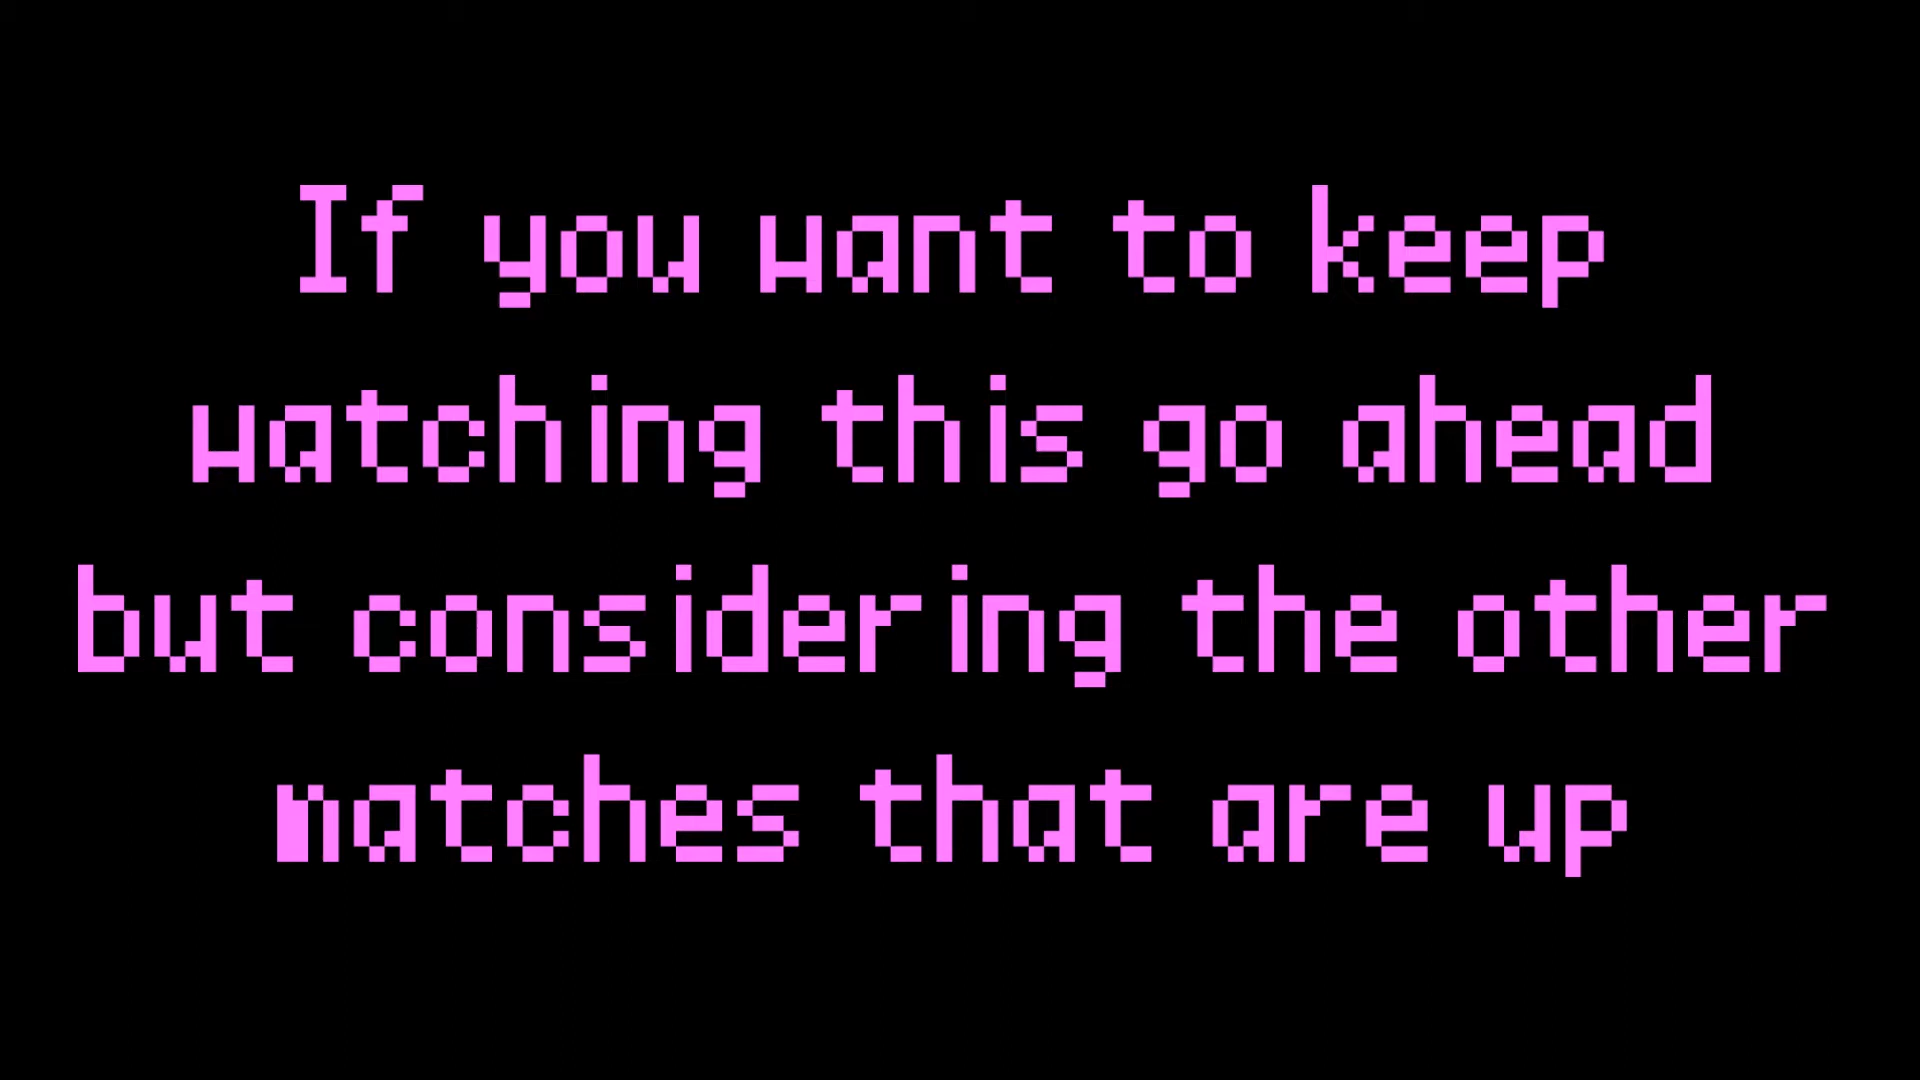 If you want to keep
watching this go ahead
but considering the other
matches that are up